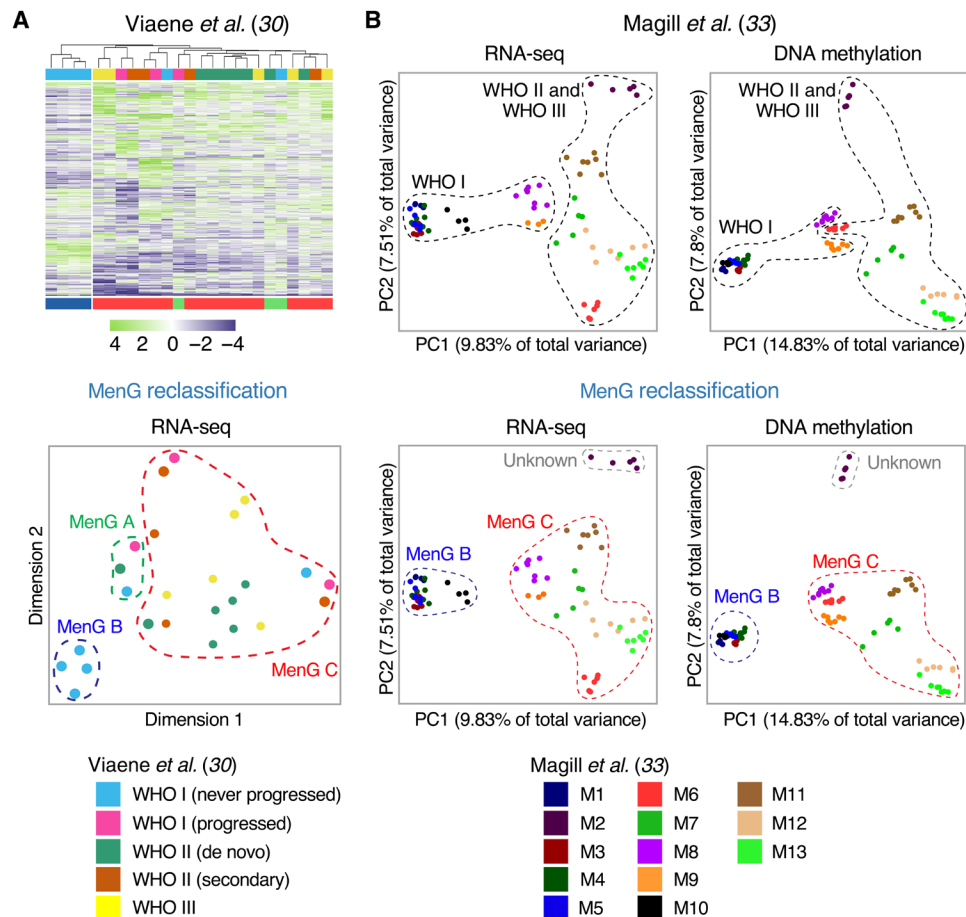 A
Viaene et al. (30)
4 2 0 −2 −4
MenG reclassification
RNA-seq
Dimension 2
MenG A
MenG B
MenG C
Dimension 1
Viaene et al. (30)
WHO I (never progressed)
WHO I (progressed)
WHO II (de novo)
WHO II (secondary)
WHO III
B
Magill et al. (33)
RNA-seq
PC2 (7.51% of total variance)
WHO II and
WHO III
WHO I
PC1 (9.83% of total variance)
DNA methylation
PC2 (7.8% of total variance)
WHO II and
WHO III
WHO I
PC1 (14.83% of total variance)
MenG reclassification
RNA-seq
PC2 (7.51% of total variance)
Unknown
MenG C
MenG B
PC1 (9.83% of total variance)
DNA methylation
PC2 (7.8% of total variance)
Unknown
MenG C
MenG B
PC1 (14.83% of total variance)
Magill et al. (33)
M1
M2
M3
M4
M5
M6
M7
M8
M9
M10
M11
M12
M13